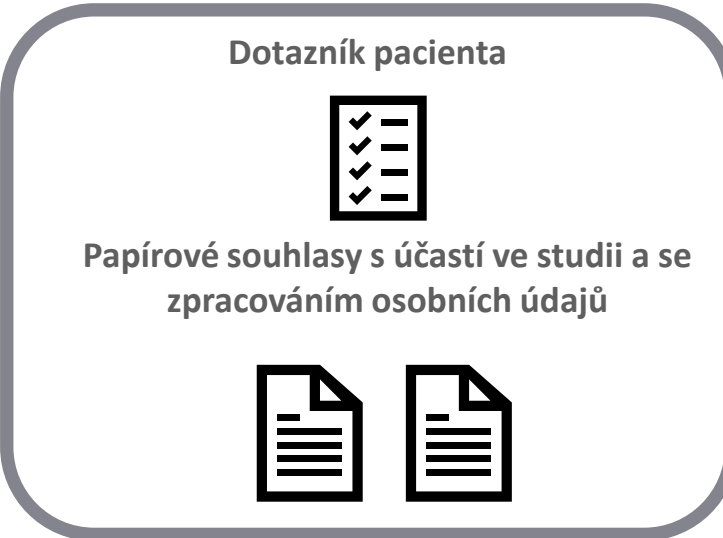 Dotazník pacienta
Papírové souhlasy s účastí ve studii a se
zpracováním osobních údajů